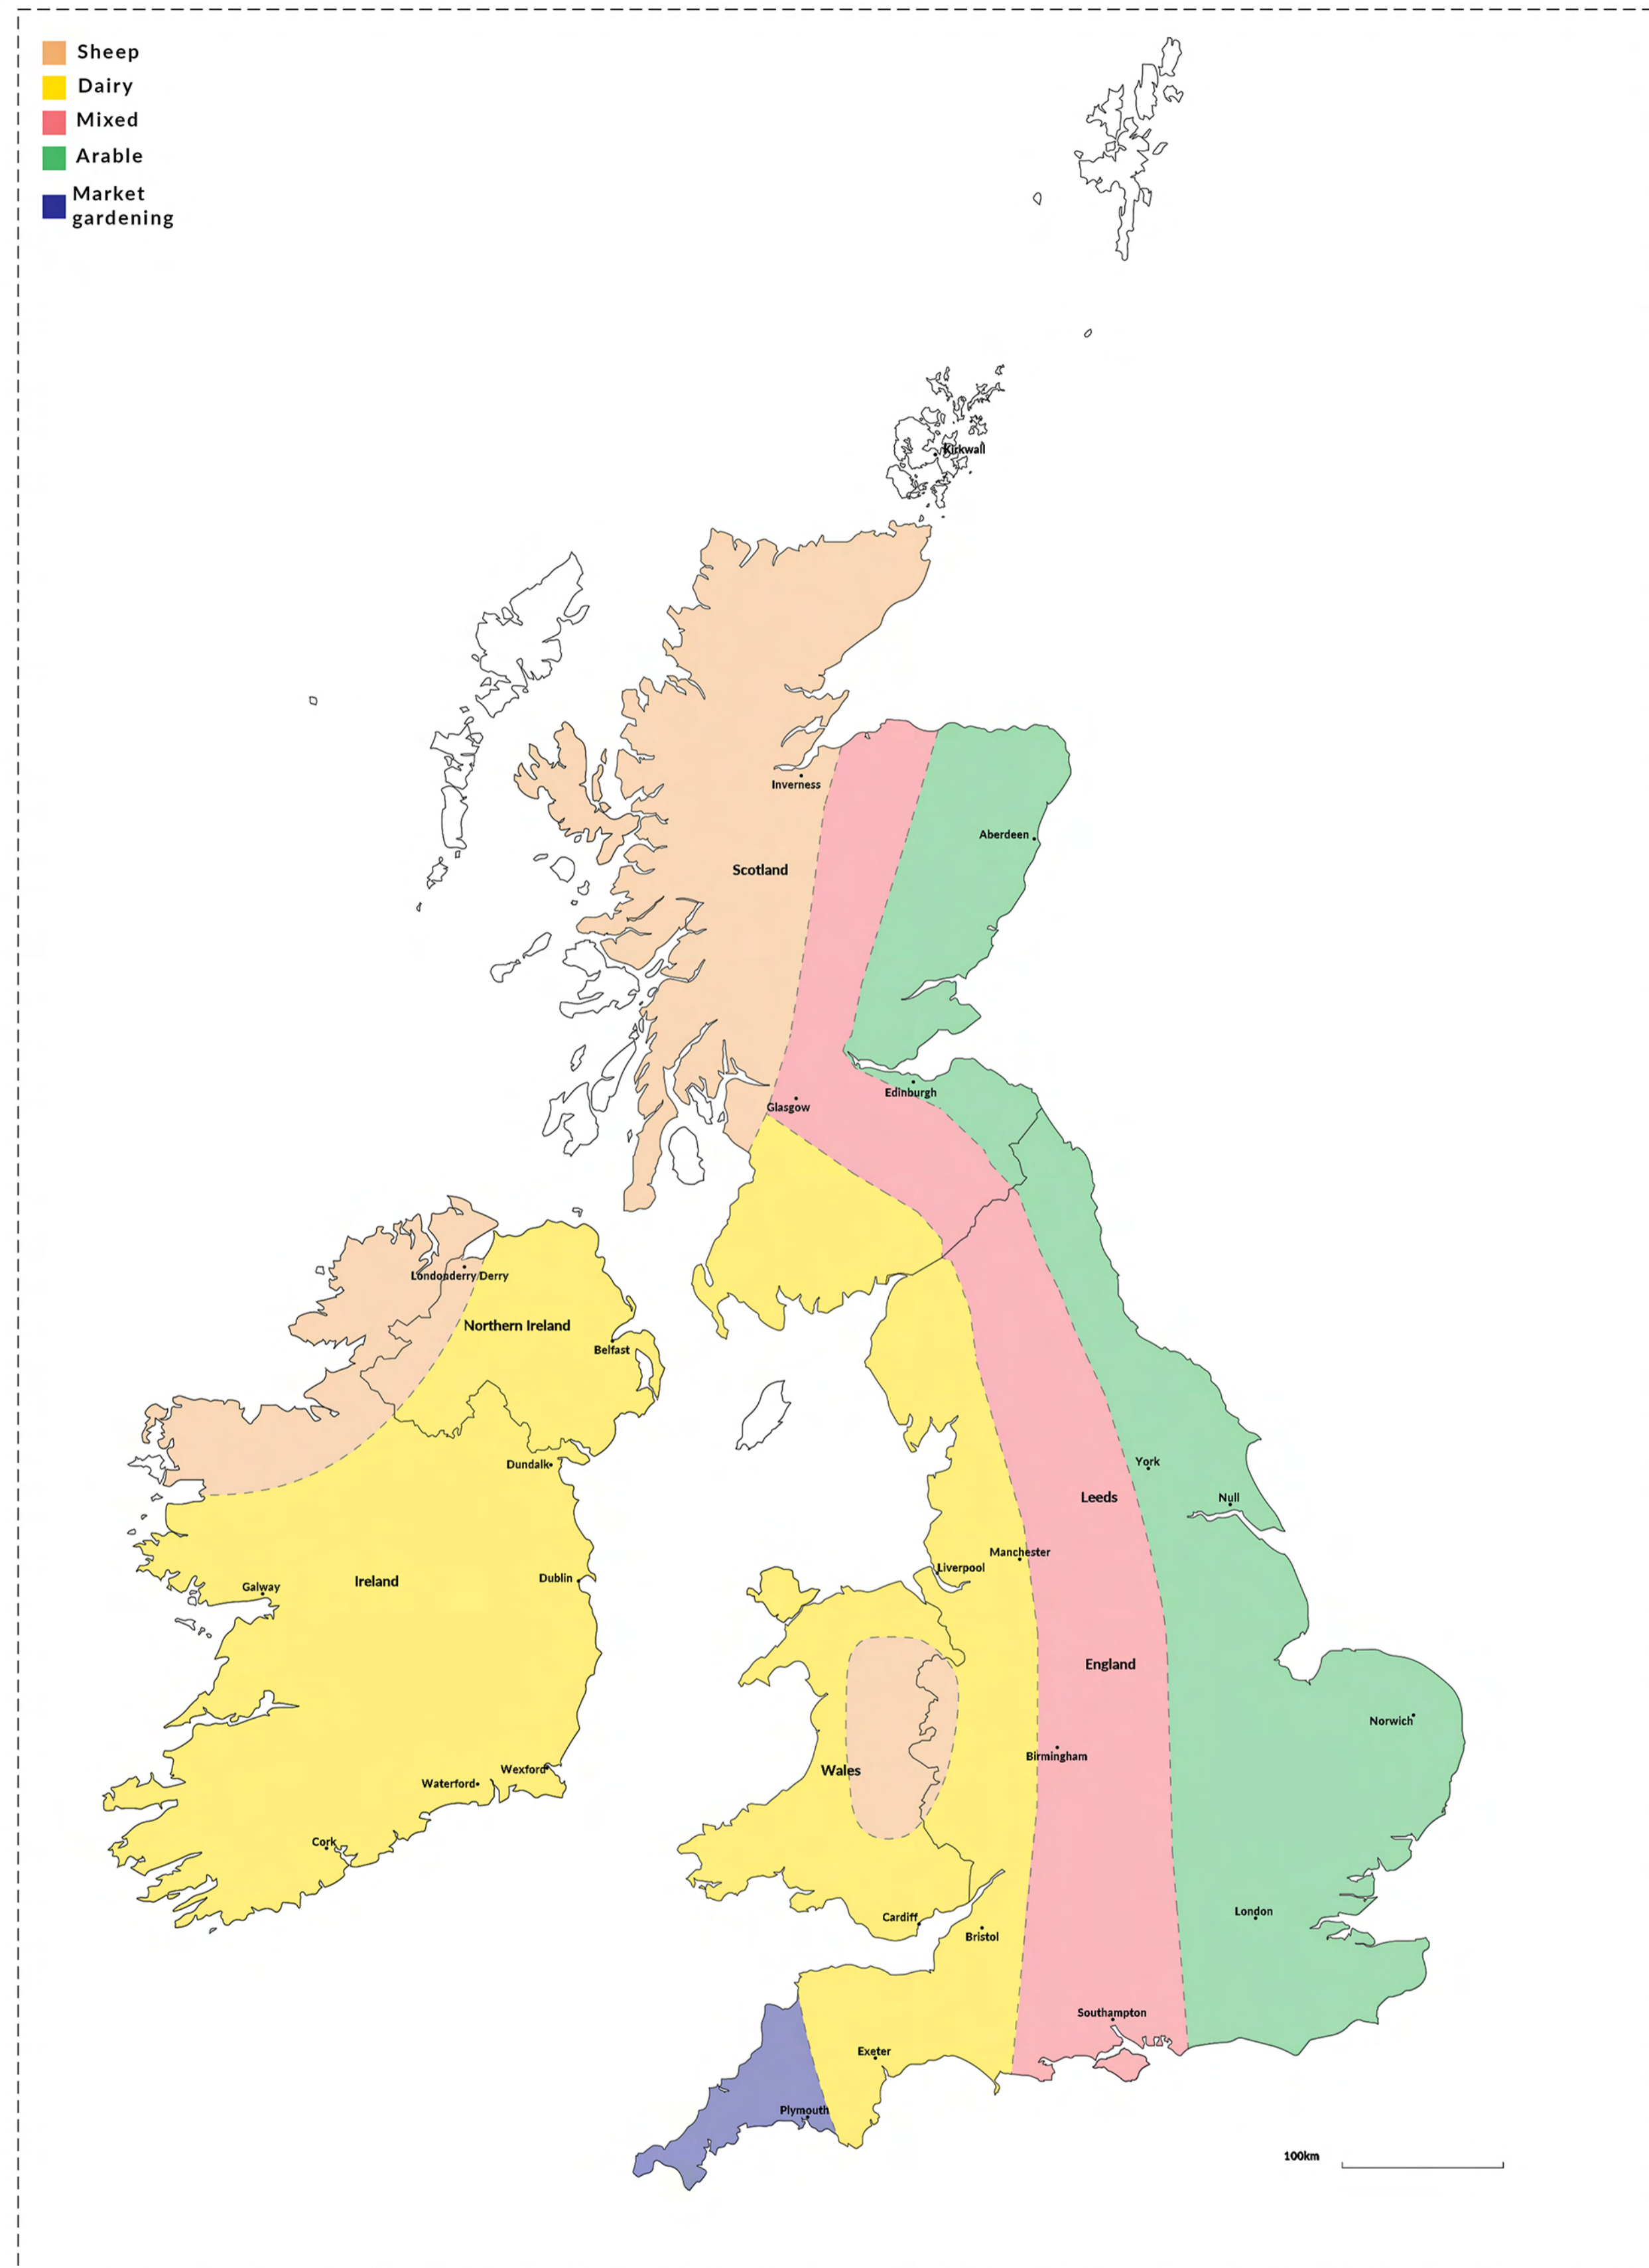 Sheep
Dairy
Mixed
Arable
Market
gardening
Kirkwall
Inverness
Aberdeen
Scotland
Edinburgh
Glasgow
Londonderry/Derry
Northern Ireland
Belfast
Dundalk
York
Leeds
Null
Manchester
Liverpool
Ireland
Dublin
Galway
England
Norwich
Birmingham
Wales
Wexford
Waterford
Cork
London
Cardiff
Bristol
Southampton
Exeter
Plymouth
100km